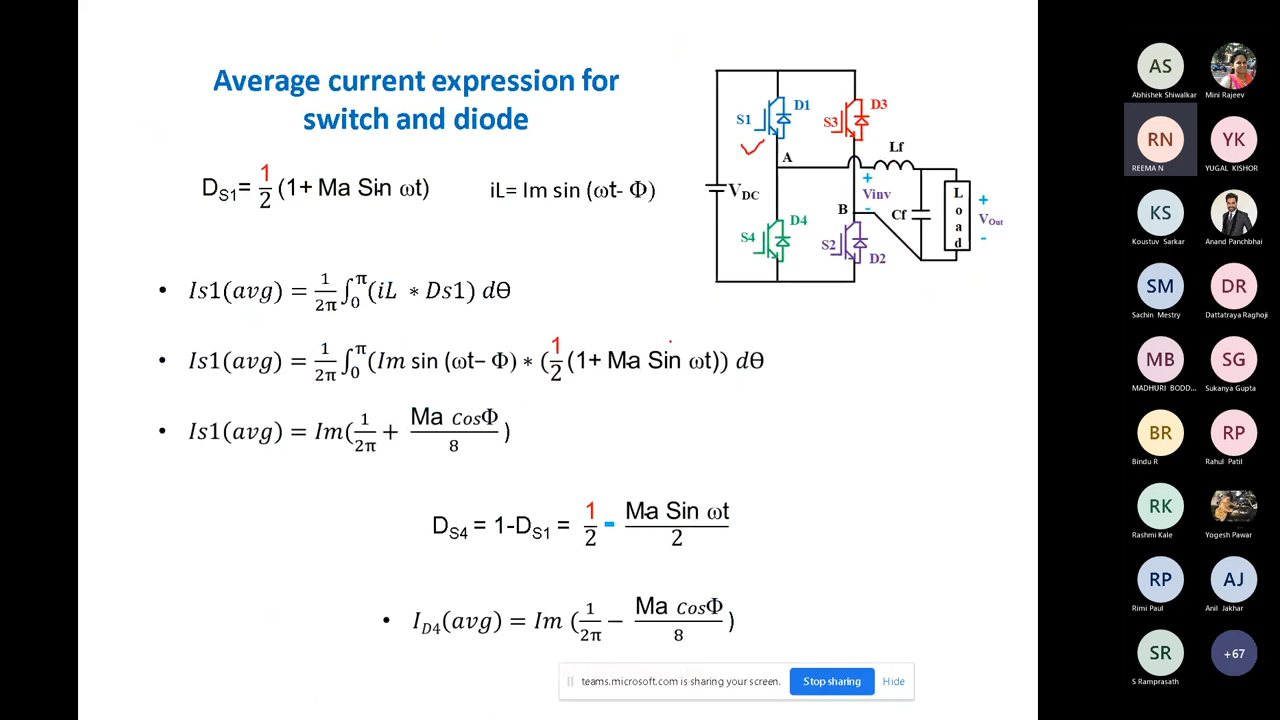 Average current expression for
switch and diode
D_S1= 1/2 (1+ Ma Sin ωt)
iL= Im sin (ωt- Φ)
• Is1(avg) = 1/2π ∫₀^π (iL * Ds1) dθ
• Is1(avg) = 1/2π ∫₀^π (Im sin (ωt– Φ) * (1/2 (1+ Ma Sin ωt)) dθ
• Is1(avg) = Im(1/2π + Ma CosΦ/8 )
D_S4 = 1-D_S1 = 1/2 - Ma Sin ωt/2
• I_D4(avg) = Im (1/2π − Ma CosΦ/8 )
S1
D1
S3
D3
A
Lf
V_DC
+
Vinv
-
B
Cf
Load
+
V_Out
-
S4
D4
S2
D2
teams.microsoft.com is sharing your screen.
Stop sharing
Hide
AS
Abhishek Shiwalkar
Mini Rajeev
RN
REEMA N
YK
YUGAL KISHOR
KS
Koustuv Sarkar
Anand Panchbhai
SM
Sachin Mestry
DR
Dattatraya Raghoji
MB
MADHURI BODD...
SG
Sukanya Gupta
BR
Bindu R
RP
Rahul Patil
RK
Rashmi Kale
Yogesh Pawar
RP
Rimi Paul
AJ
Anil Jakhar
SR
S Ramprasath
+67